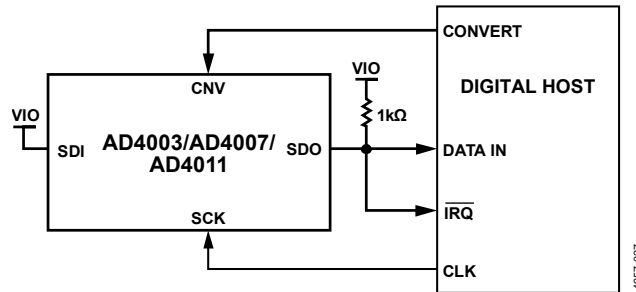 CONVERT
VIO
DIGITAL HOST
CNV
1kΩ
VIO
AD4003/AD4007/
AD4011
SDI
SDO
DATA IN
IRQ
SCK
CLK